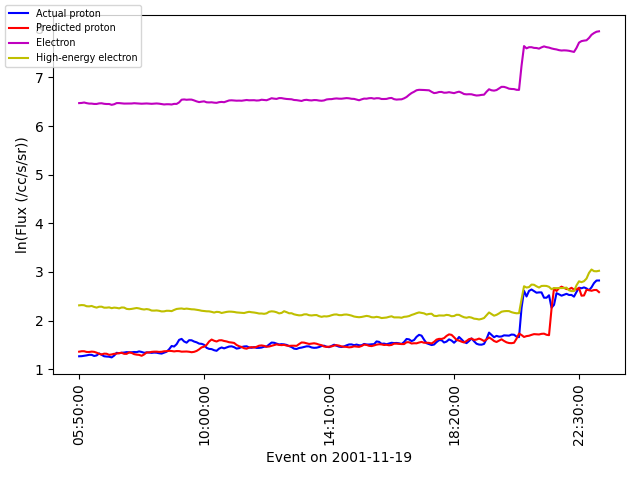 Actual proton
Predicted proton
Electron
High-energy electron
7
6
5
4
3
2
1
ln(Flux (/cc/s/sr))
05:50:00
10:00:00
14:10:00
18:20:00
22:30:00
Event on 2001-11-19